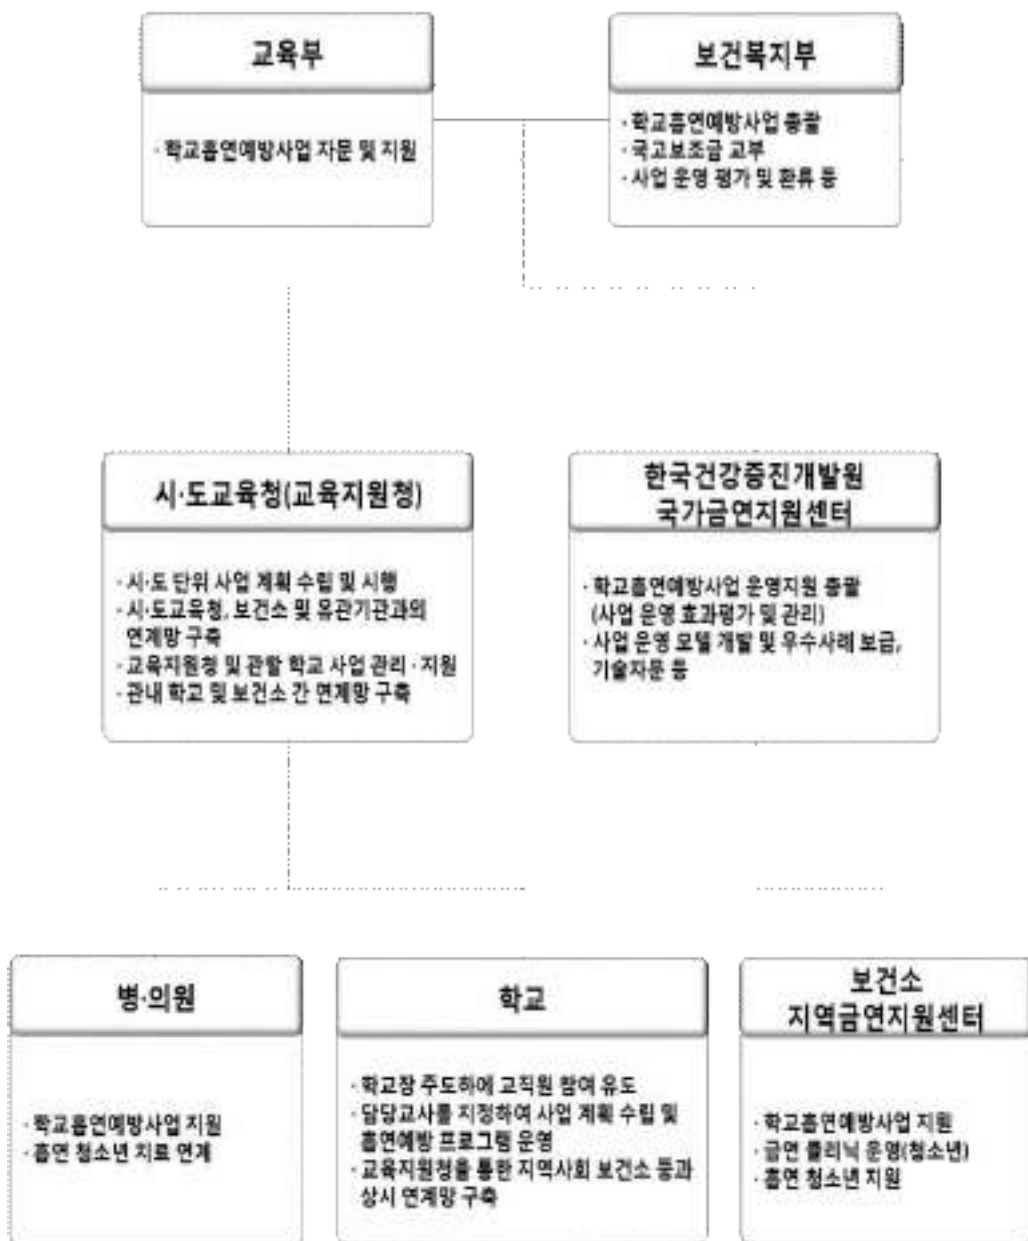 교육부
· 학교흡연예방사업 자문 및 지원
보건복지부
· 학교흡연예방사업 총괄
· 국고보조금 교부
· 사업 운영 평가 및 환류 등
시·도교육청(교육지원청)
· 시·도 단위 사업 계획 수립 및 시행
· 시·도교육청, 보건소 및 유관기관과의
연계망 구축
· 교육지원청 및 관할 학교 사업 관리 · 지원
· 관내 학교 및 보건소 간 연계망 구축
한국건강증진개발원
국가금연지원센터
· 학교흡연예방사업 운영지원 총괄
(사업 운영 효과평가 및 관리)
· 사업 운영 모델 개발 및 우수사례 보급,
기술자문 등
병·의원
· 학교흡연예방사업 지원
· 흡연 청소년 치료 연계
학교
· 학교장 주도하에 교직원 참여 유도
· 담당교사를 지정하여 사업 계획 수립 및
흡연예방 프로그램 운영
· 교육지원청을 통한 지역사회 보건소 등과
상시 연계망 구축
보건소
지역금연지원센터
· 학교흡연예방사업 지원
· 금연 클리닉 운영(청소년)
· 흡연 청소년 지원